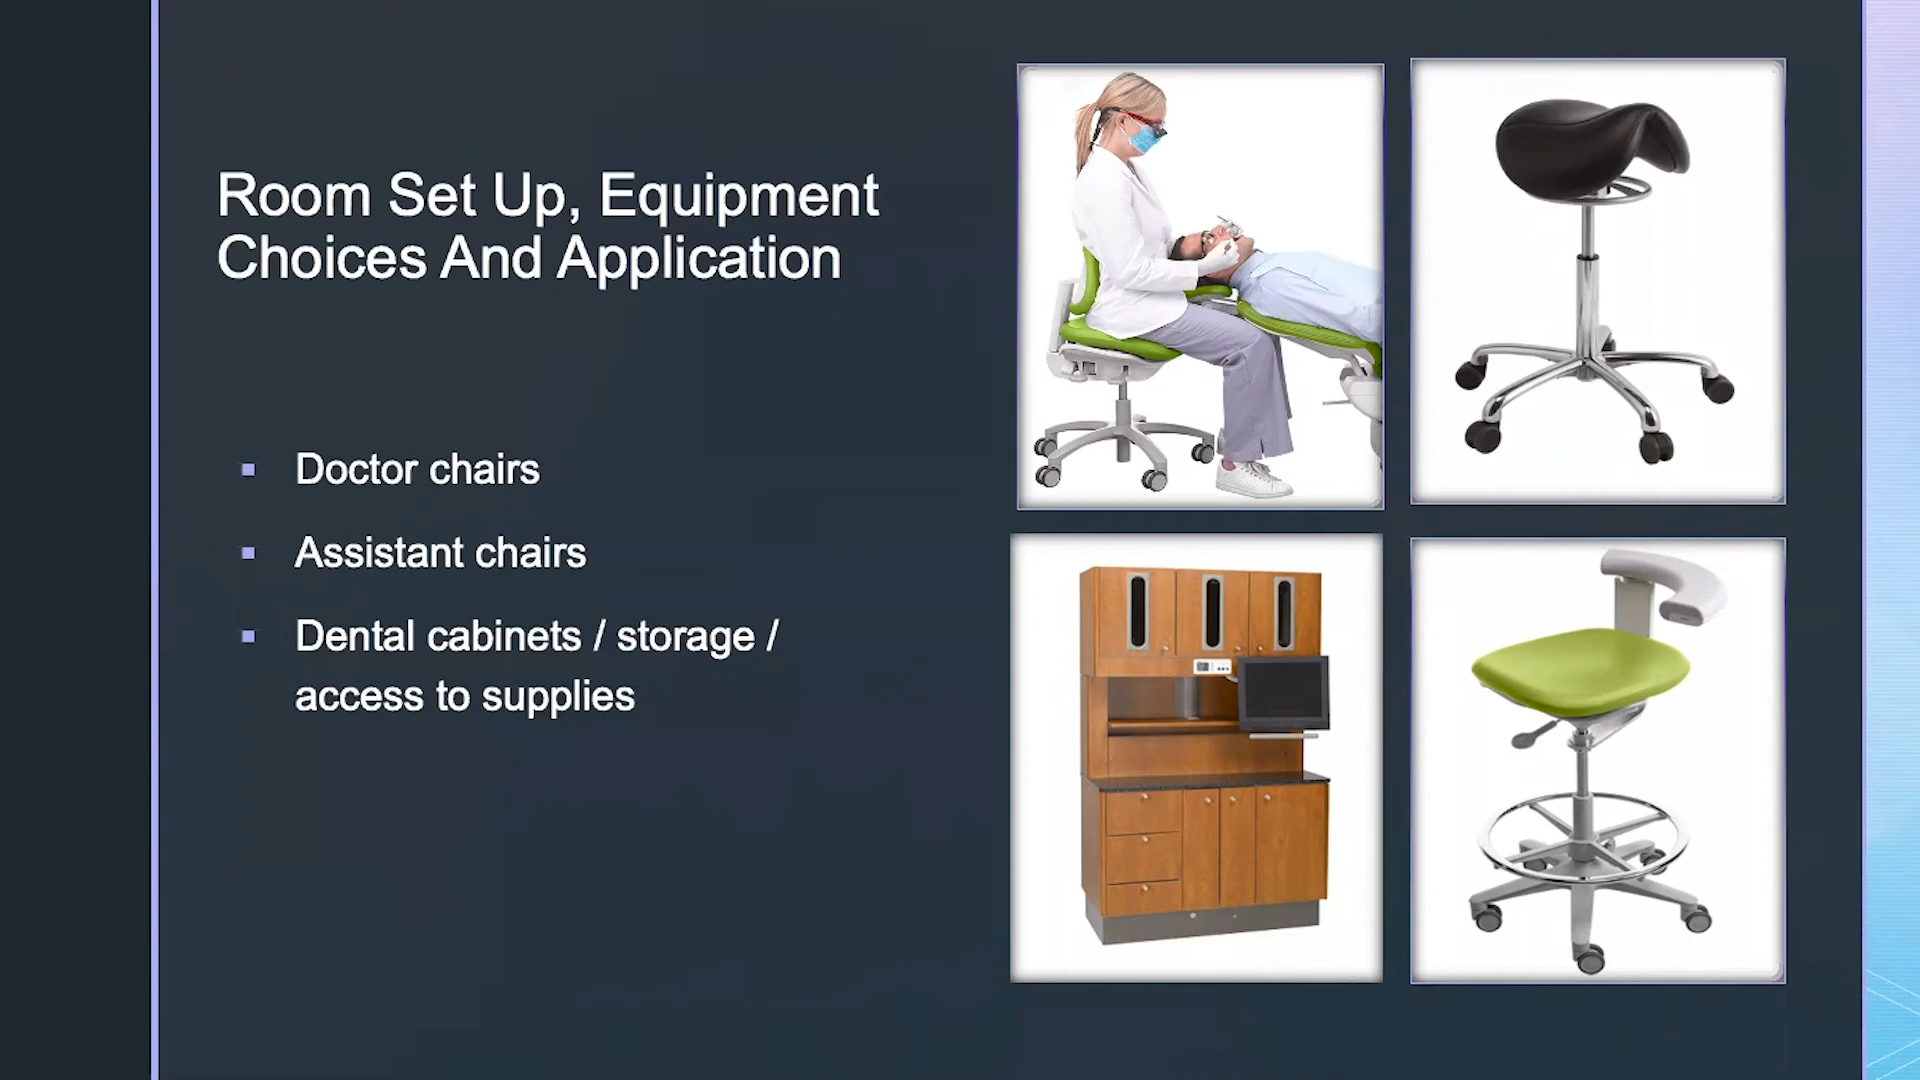 Room Set Up, Equipment
Choices And Application
Doctor chairs
Assistant chairs
Dental cabinets / storage /
access to supplies